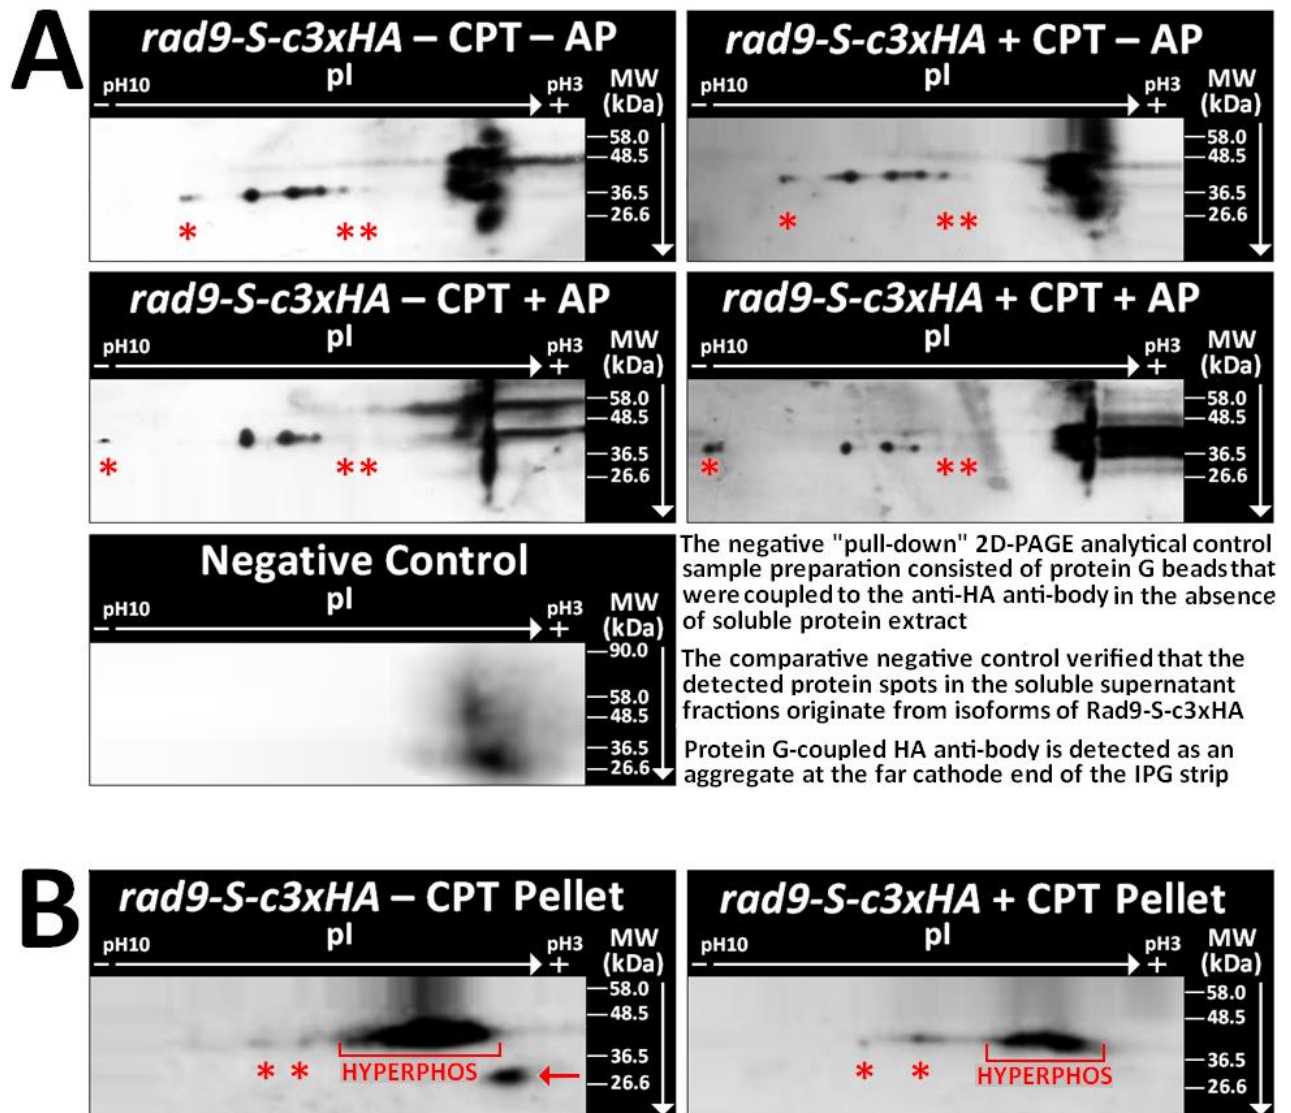 A
rad9-S-c3xHA – CPT – AP
pI
pH10
pH3
– +
MW
(kDa)
58.0
48.5
36.5
26.6
*
**
rad9-S-c3xHA + CPT – AP
pI
pH10
pH3
– +
MW
(kDa)
58.0
48.5
36.5
26.6
*
**
rad9-S-c3xHA – CPT + AP
pI
pH10
pH3
– +
MW
(kDa)
58.0
48.5
36.5
26.6
*
**
rad9-S-c3xHA + CPT + AP
pI
pH10
pH3
– +
MW
(kDa)
58.0
48.5
36.5
26.6
*
**
Negative Control
pI
pH10
pH3
– +
MW
(kDa)
90.0
58.0
48.5
36.5
26.6
The negative "pull-down" 2D-PAGE analytical control
sample preparation consisted of protein G beads that
were coupled to the anti-HA anti-body in the absence
of soluble protein extract
The comparative negative control verified that the
detected protein spots in the soluble supernatant
fractions originate from isoforms of Rad9-S-c3xHA
Protein G-coupled HA anti-body is detected as an
aggregate at the far cathode end of the IPG strip
B
rad9-S-c3xHA – CPT Pellet
pI
pH10
pH3
– +
MW
(kDa)
58.0
48.5
36.5
26.6
* *
HYPERPHOS
rad9-S-c3xHA + CPT Pellet
pI
pH10
pH3
– +
MW
(kDa)
58.0
48.5
36.5
26.6
* *
HYPERPHOS